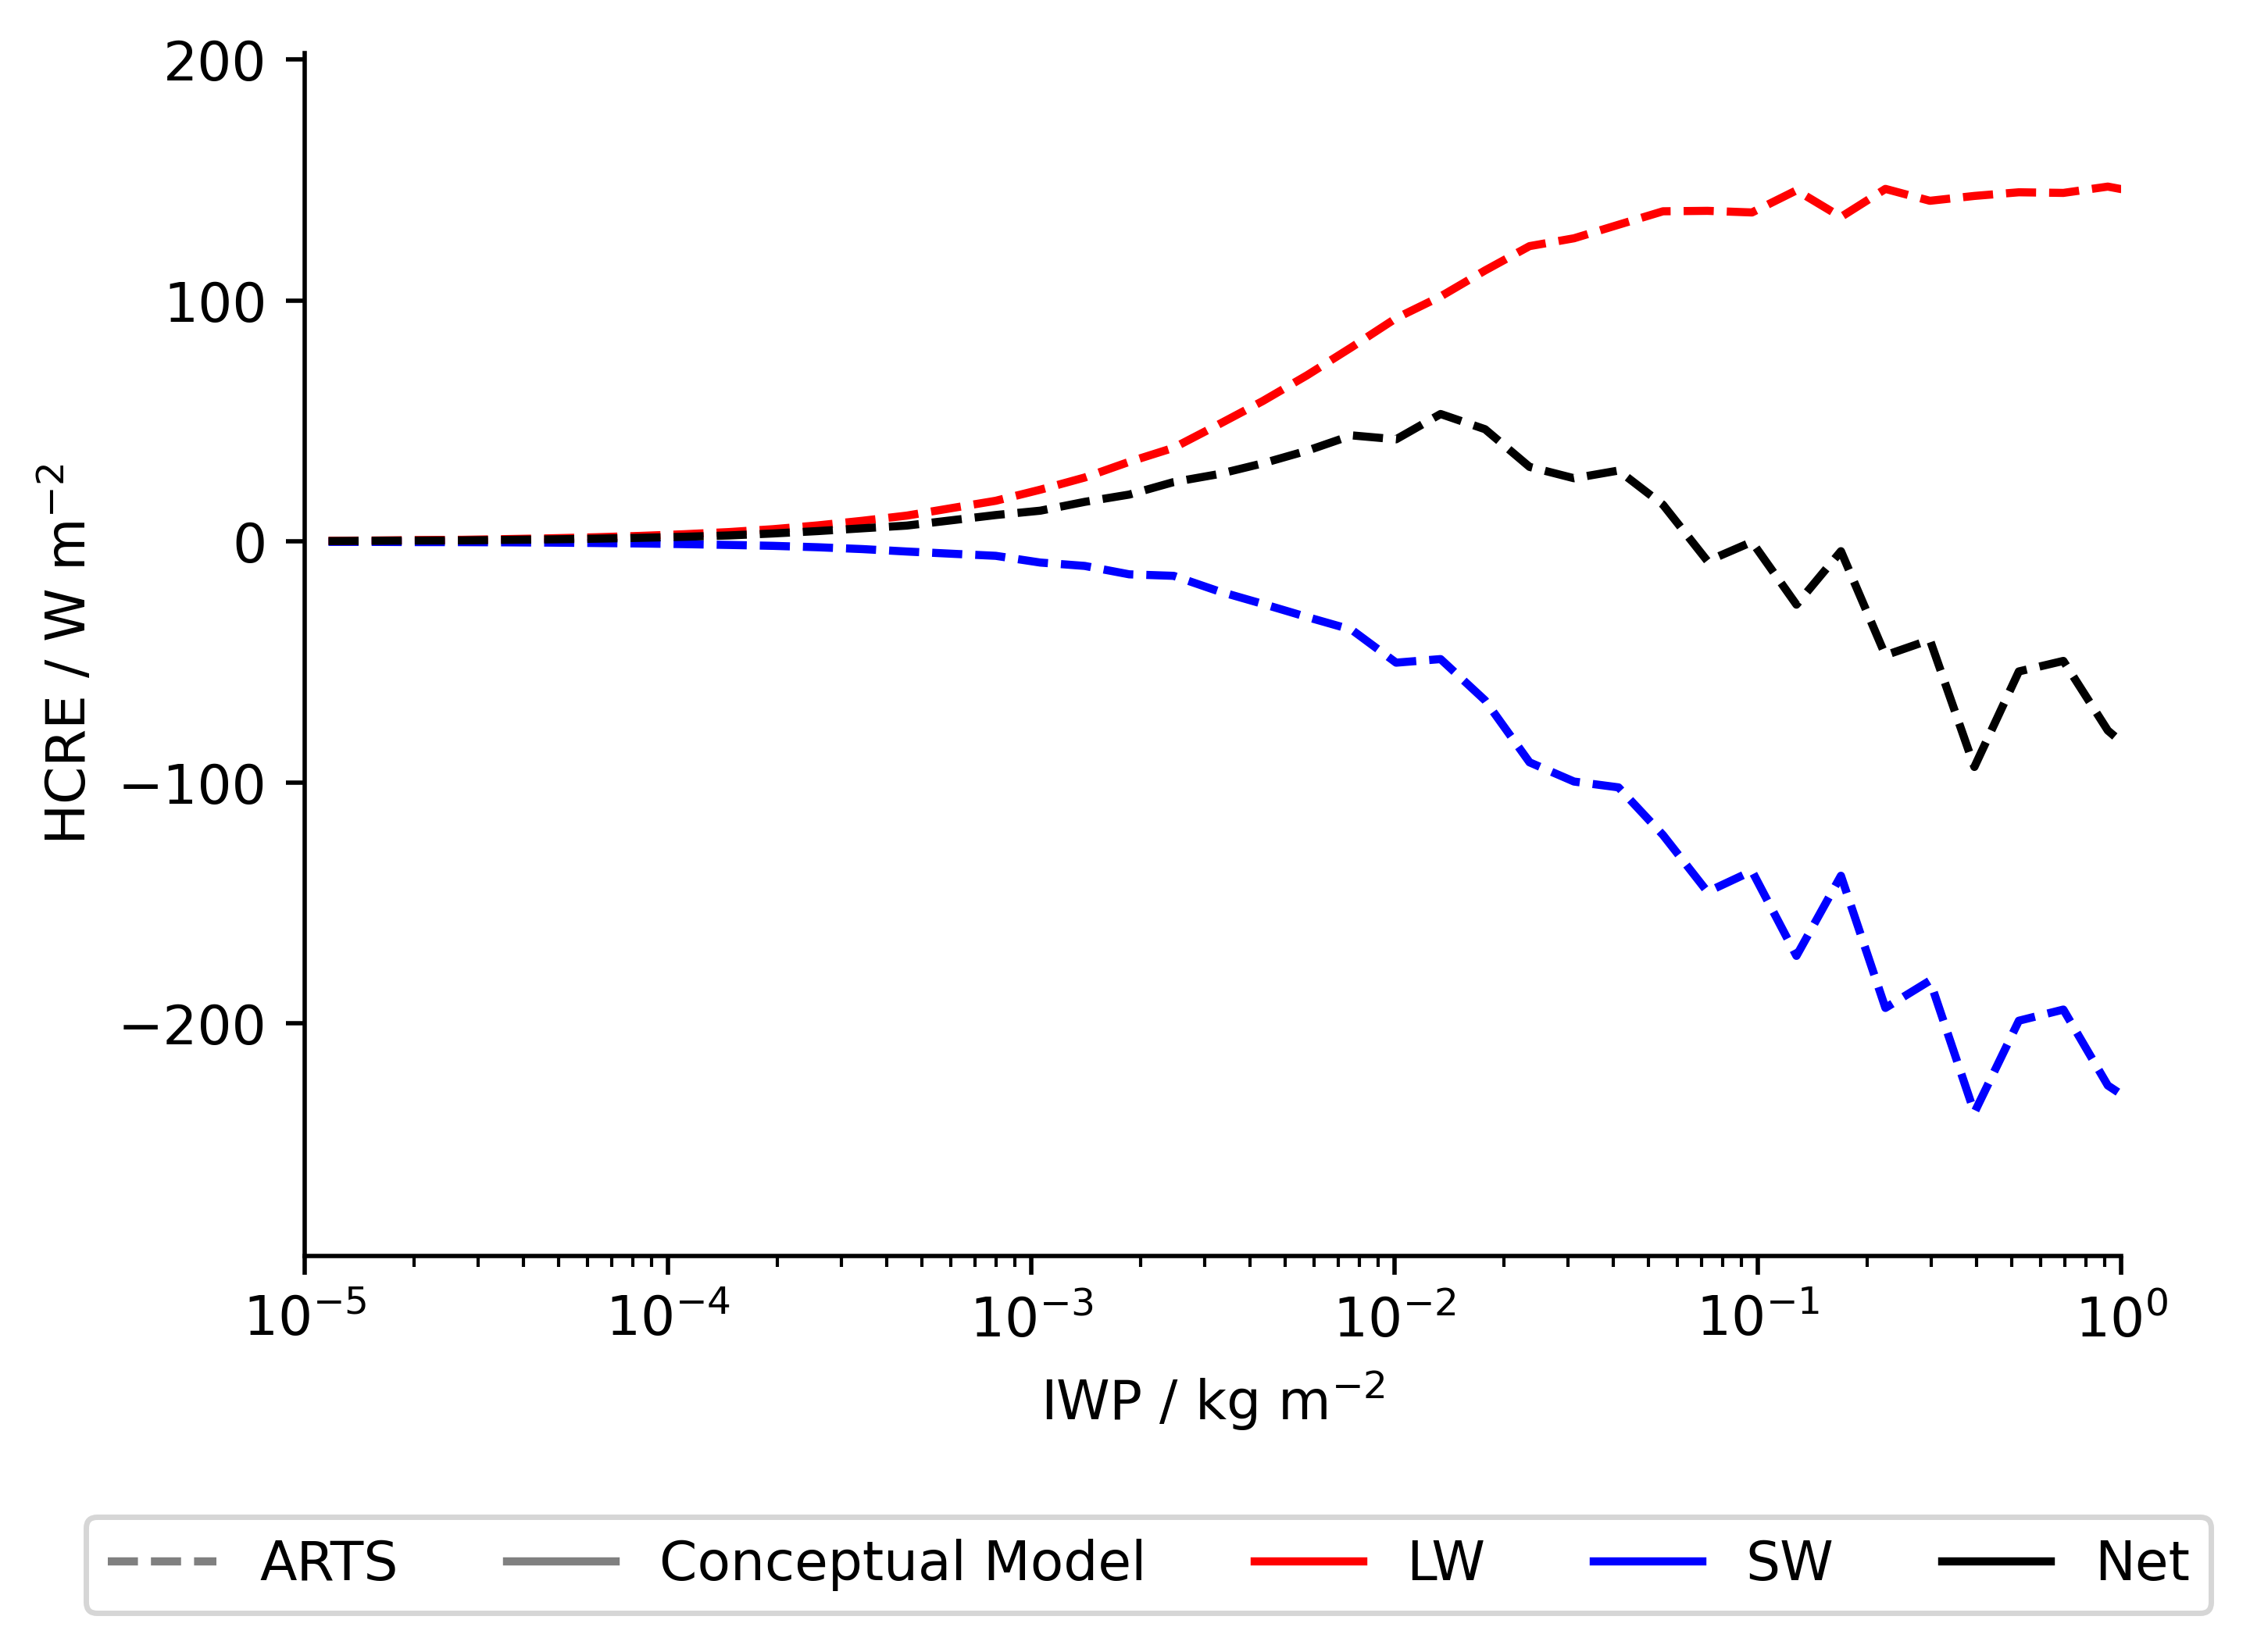 200
100
0
−100
−200
HCRE / W m⁻²
10⁻⁵ 10⁻⁴ 10⁻³ 10⁻² 10⁻¹ 10⁰
IWP / kg m⁻²
ARTS Conceptual Model LW SW Net